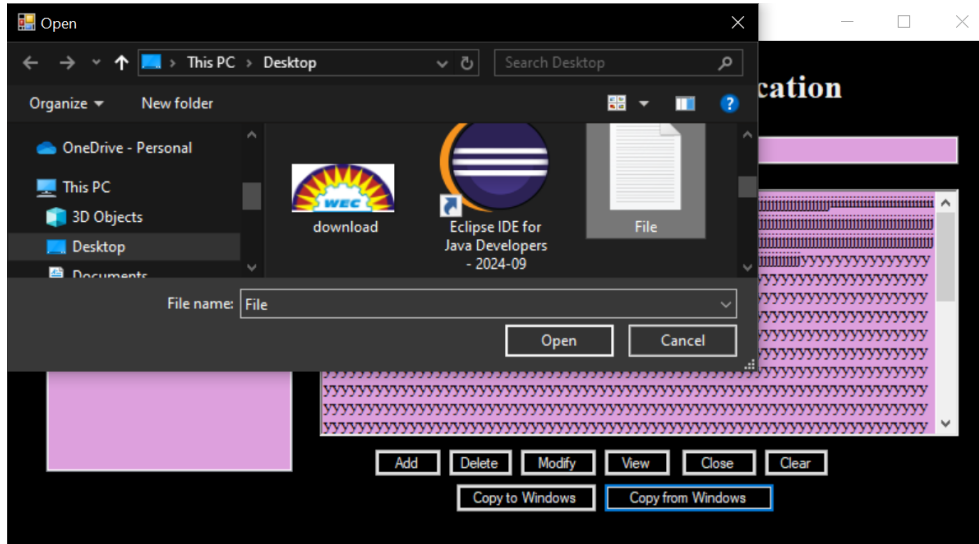 Open
cation
This PC > Desktop
Search Desktop
Organize
New folder
?
OneDrive - Personal
This PC
3D Objects
Desktop
Documents
WEC
download
Eclipse IDE for
Java Developers
- 2024-09
File
File name:
File
Open
Cancel
Add
Delete
Modify
View
Close
Clear
Copy to Windows
Copy from Windows